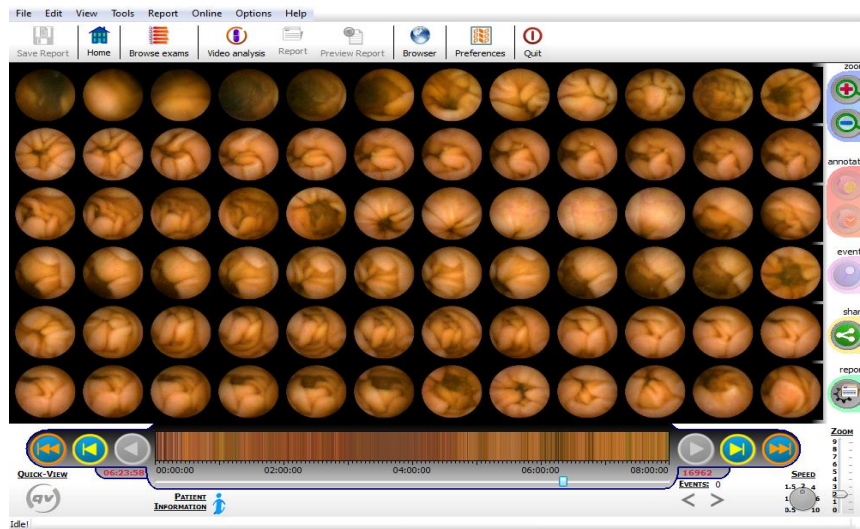 File Edit View Tools Report Online Options Help
Save Report Home Browse exams Video analysis Report Preview Report Browser Preferences Quit
zoom
annotat
event
shar
repor
00:00:00 02:00:00 04:00:00 06:00:00 08:00:00
QUICK-VIEW 06:23:58 16962
EVENTS: 0
PATIENT
INFORMATION
qv
< >
SPEED
1.5 2 4
1 6
0.5 10
ZOOM
9
8
7
6
5
4
3
2
1
0
Idle!